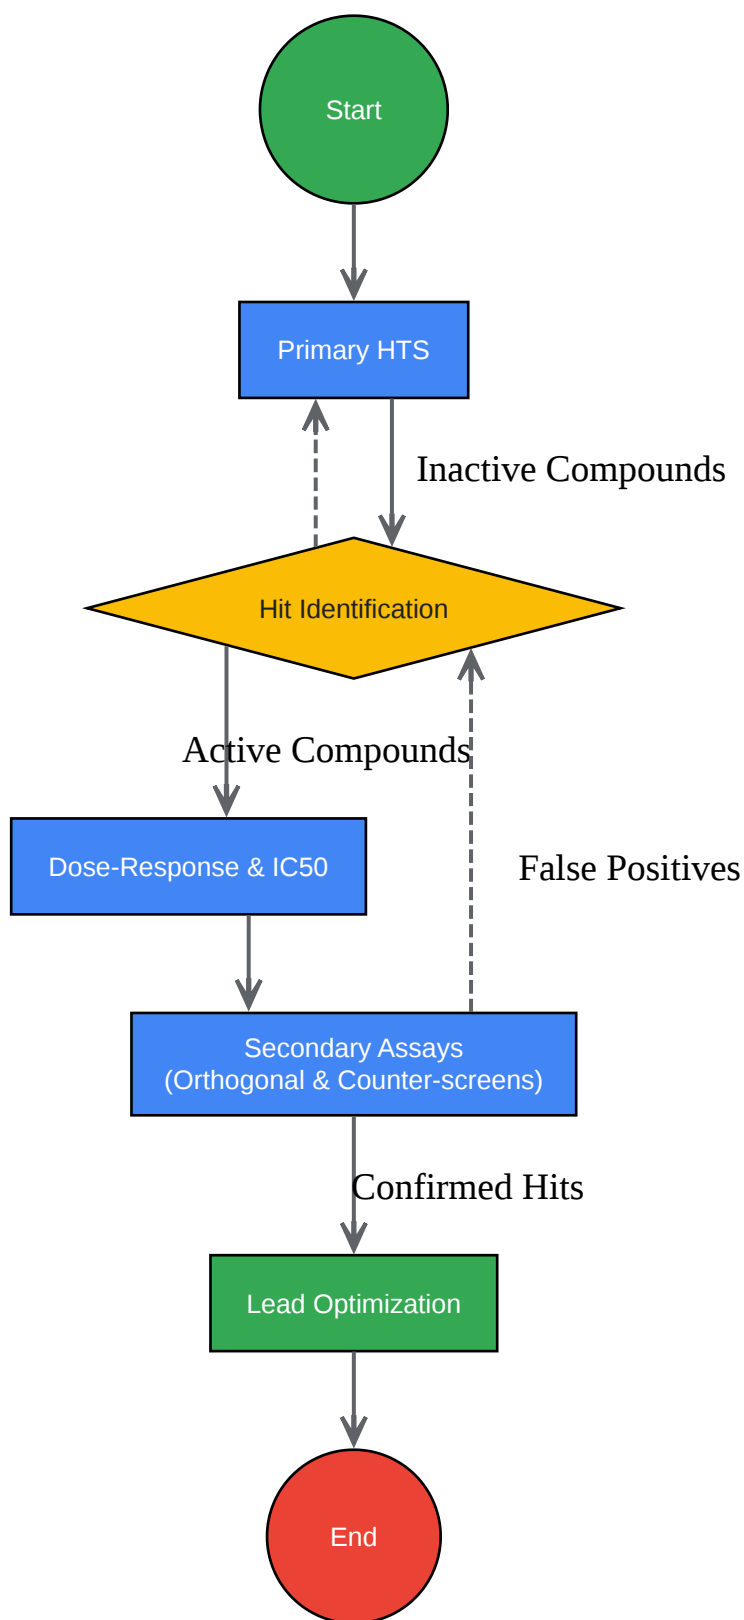 Start
Primary HTS
Inactive Compounds
Hit Identification
Active Compounds
Dose-Response & IC50
False Positives
Secondary Assays
(Orthogonal & Counter-screens)
Confirmed Hits
Lead Optimization
End